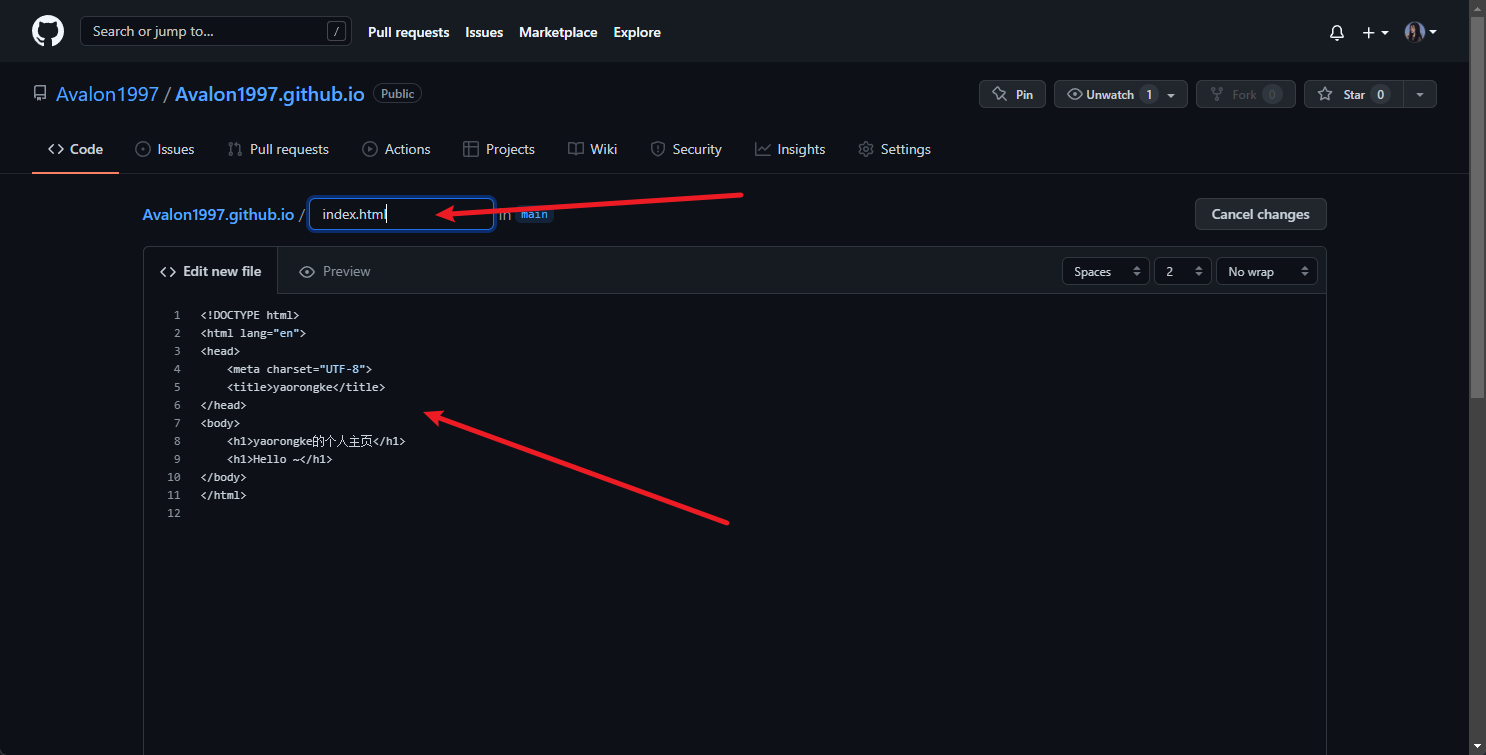 Search or jump to... /
Pull requests Issues Marketplace Explore
Avalon1997 / Avalon1997.github.io Public
Pin Unwatch 1 Fork 0 Star 0
Code Issues Pull requests Actions Projects Wiki Security Insights Settings
Avalon1997.github.io / index.html in main
Cancel changes
Edit new file Preview Spaces 2 No wrap
1 <!DOCTYPE html>
2 <html lang="en">
3 <head>
4     <meta charset="UTF-8">
5     <title>yaorongke</title>
6 </head>
7 <body>
8     <h1>yaorongke的个人主页</h1>
9     <h1>Hello ~</h1>
10 </body>
11 </html>
12